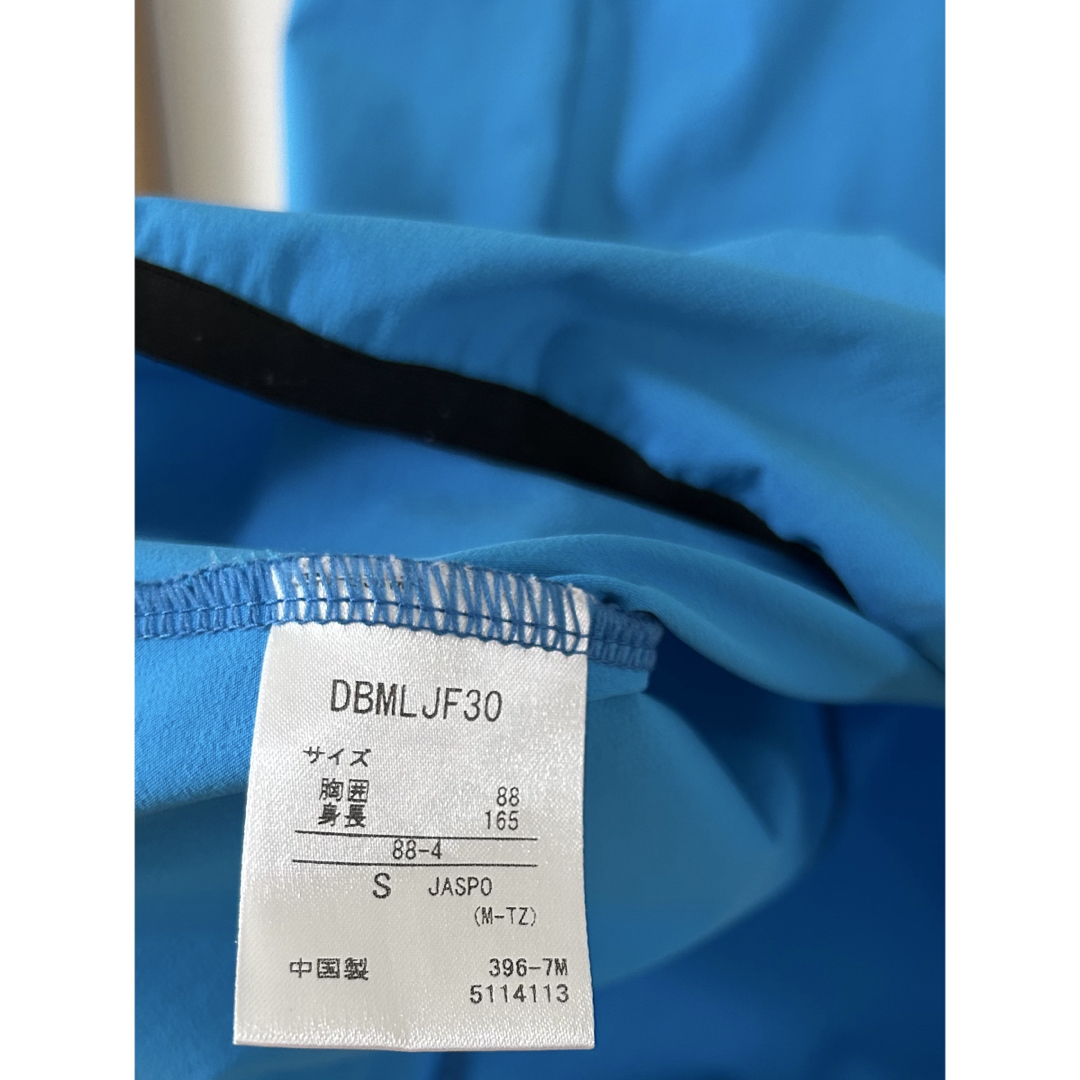 DBMLJF30
サイズ
胸囲 88
身長 165
88-4
S JASPO
(M-TZ)
中国製 396-7M
5114113